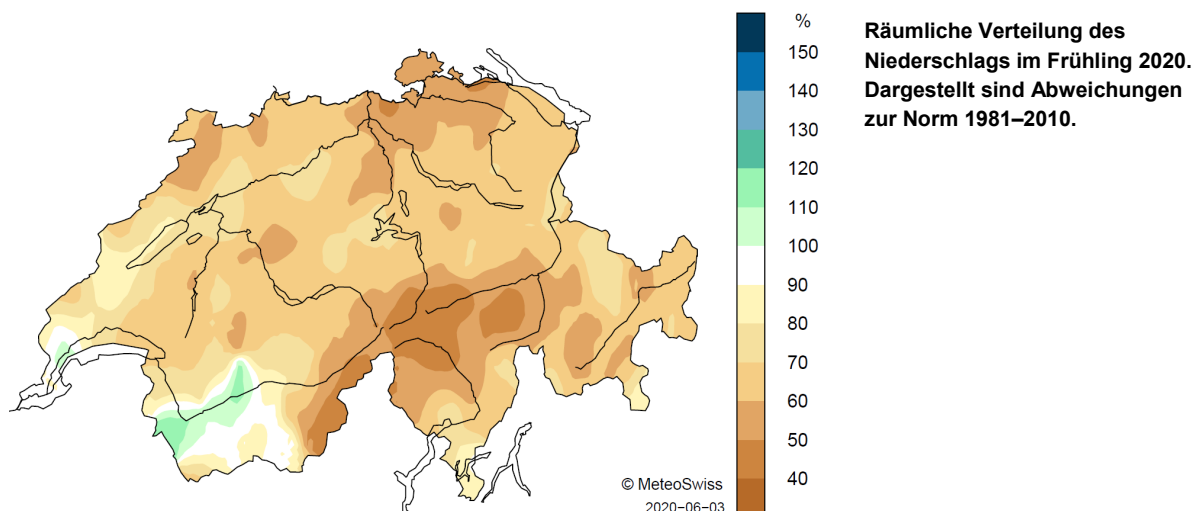 %
150
140
130
120
110
100
90
80
70
60
50
40
Räumliche Verteilung des
Niederschlags im Frühling 2020.
Dargestellt sind Abweichungen
zur Norm 1981–2010.
© MeteoSwiss
2020−06−03